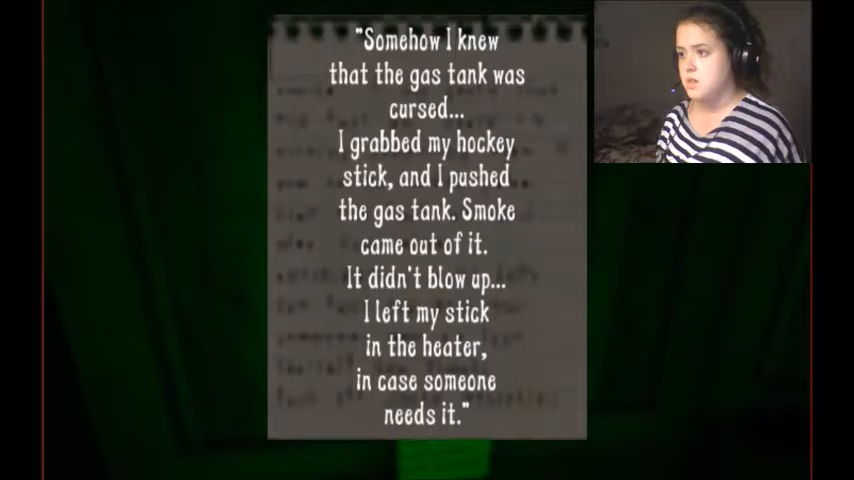 "Somehow I knew
that the gas tank was
cursed...
I grabbed my hockey
stick, and I pushed
the gas tank. Smoke
came out of it.
It didn't blow up...
I left my stick
in the heater,
in case someone
needs it."